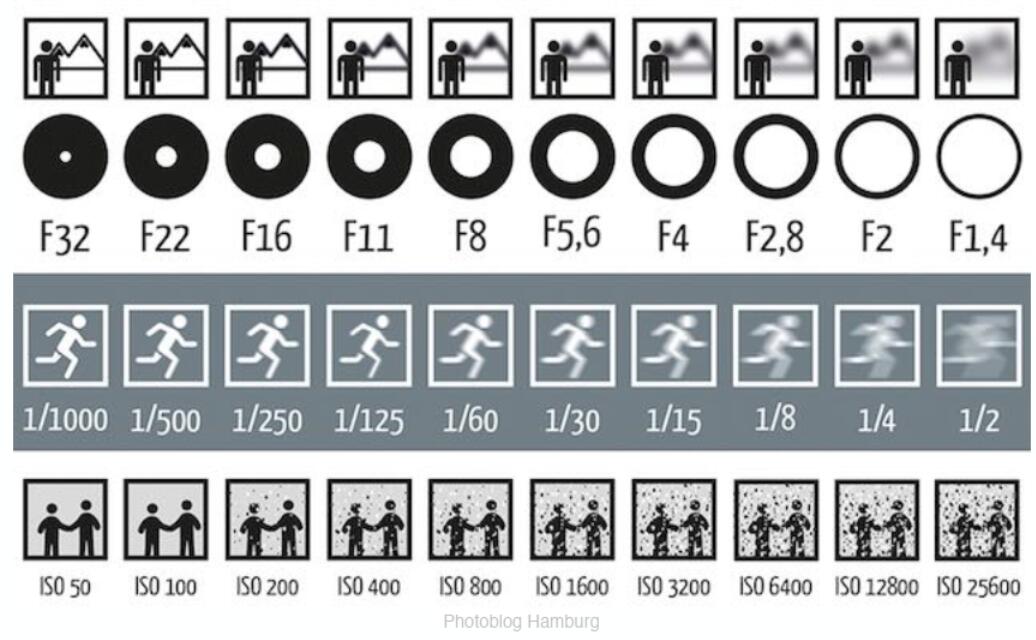 F32 F22 F16 F11 F8 F5,6 F4 F2,8 F2 F1,4
1/1000 1/500 1/250 1/125 1/60 1/30 1/15 1/8 1/4 1/2
ISO 50 ISO 100 ISO 200 ISO 400 ISO 800 ISO 1600 ISO 3200 ISO 6400 ISO 12800 ISO 25600
Photoblog Hamburg